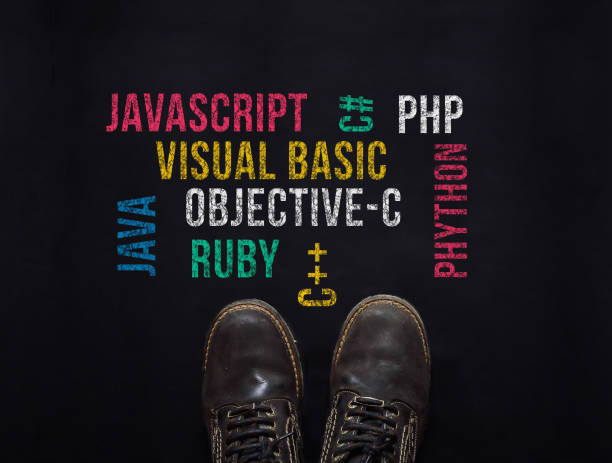 JAVASCRIPT
C#
PHP
VISUAL BASIC
JAVA
OBJECTIVE-C
PHYTHON
RUBY
C++